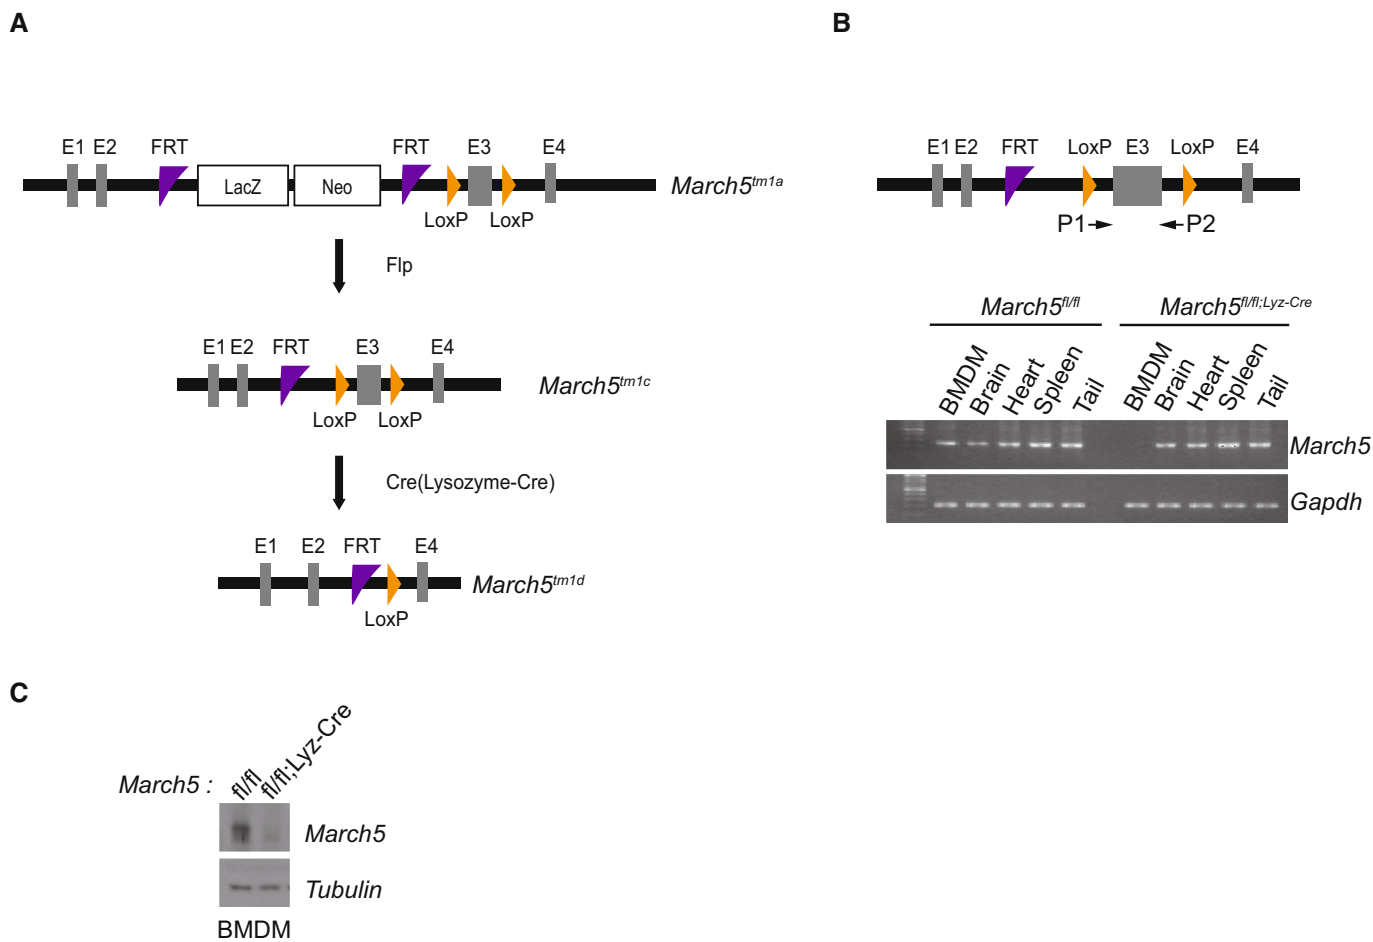 A
E1 E2 FRT FRT E3 E4
LacZ Neo
March5tm1a
LoxP LoxP
Flp
E1 E2 FRT E3 E4
March5tm1c
LoxP LoxP
Cre(Lysozyme-Cre)
E1 E2 FRT E4
March5tm1d
LoxP
B
E1 E2 FRT LoxP E3 LoxP E4
P1 P2
March5fl/fl March5fl/fl;Lyz-Cre
BMDM Brain Heart Spleen Tail BMDM Brain Heart Spleen Tail
March5
Gapdh
C
March5 : fl/fl fl/fl;Lyz-Cre
March5
Tubulin
BMDM